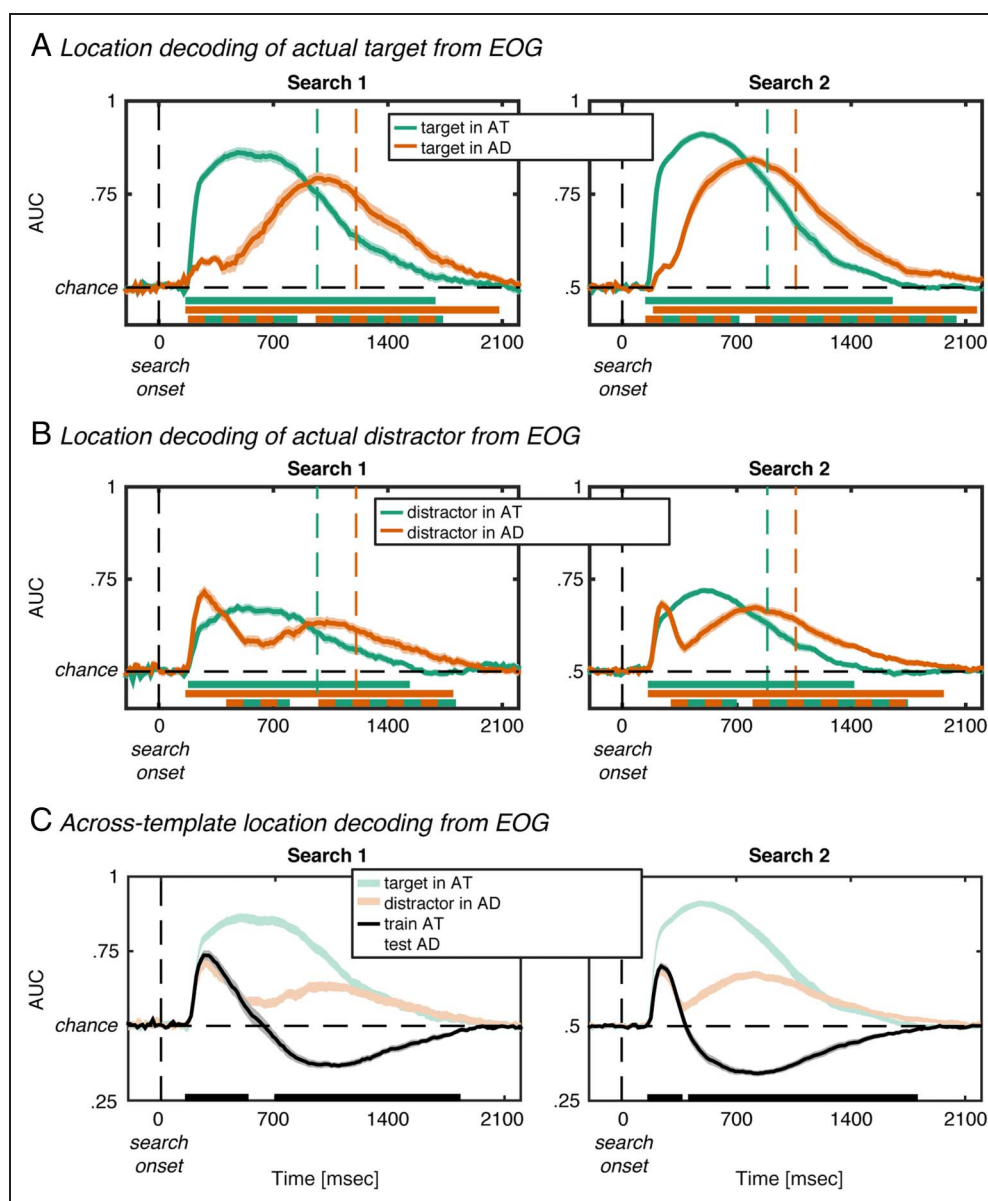 A Location decoding of actual target from EOG
Search 1
Search 2
1
target in AT
target in AD
.75
.75
AUC
chance
.5
0
700
1400
2100
0
700
1400
2100
search
onset
search
onset
B Location decoding of actual distractor from EOG
Search 1
Search 2
1
1
distractor in AT
distractor in AD
.75
.75
AUC
chance
.5
0
700
1400
2100
0
700
1400
2100
search
onset
search
onset
C Across-template location decoding from EOG
Search 1
Search 2
1
1
target in AT
distractor in AD
train AT
test AD
.75
.75
AUC
chance
.5
.25
.25
0
700
1400
2100
0
700
1400
2100
search
onset
search
onset
Time [msec]
Time [msec]